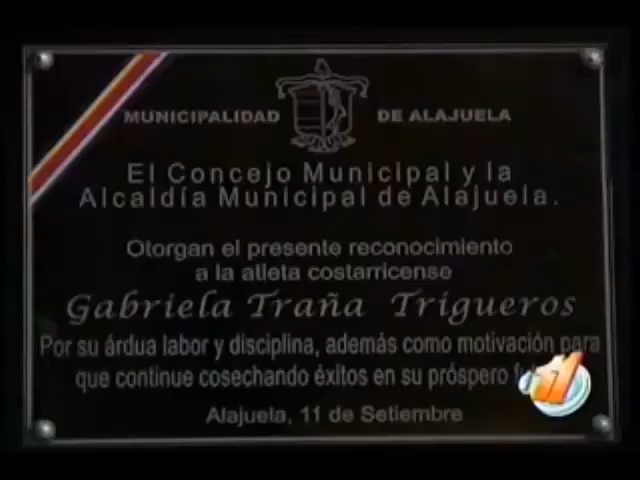 MUNICIPALIDAD DE ALAJUELA
El Concejo Municipal y la
Alcaldía Municipal de Alajuela.
Otorgan el presente reconocimiento
a la atleta costarricense
Gabriela Traña Trigueros
Por su árdua labor y disciplina, además como motivación para
que continue cosechando éxitos en su próspero
11
Alajuela, 11 de Setiembre